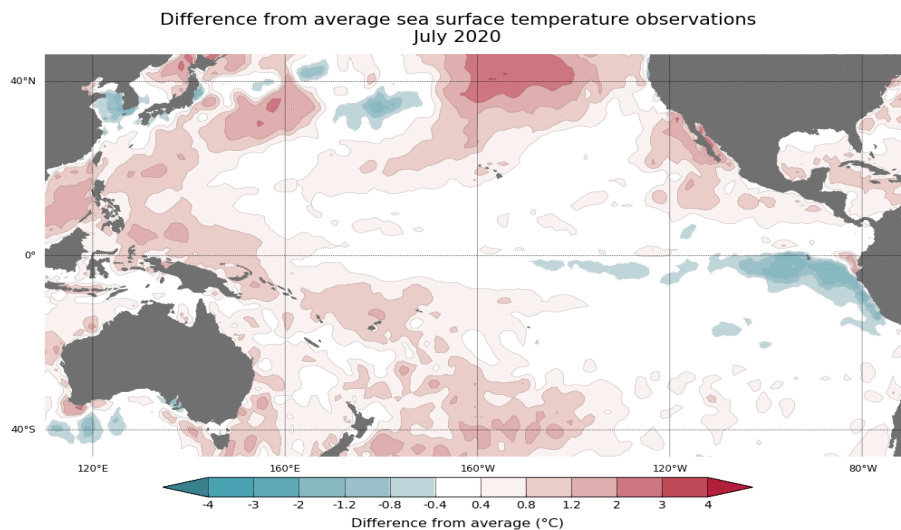 Difference from average sea surface temperature observations
July 2020
40°N
0°
40°S
120°E 160°E 160°W 120°W 80°W
-4 -3 -2 -1.2 -0.8 -0.4 0.4 0.8 1.2 2 3 4
Difference from average (°C)